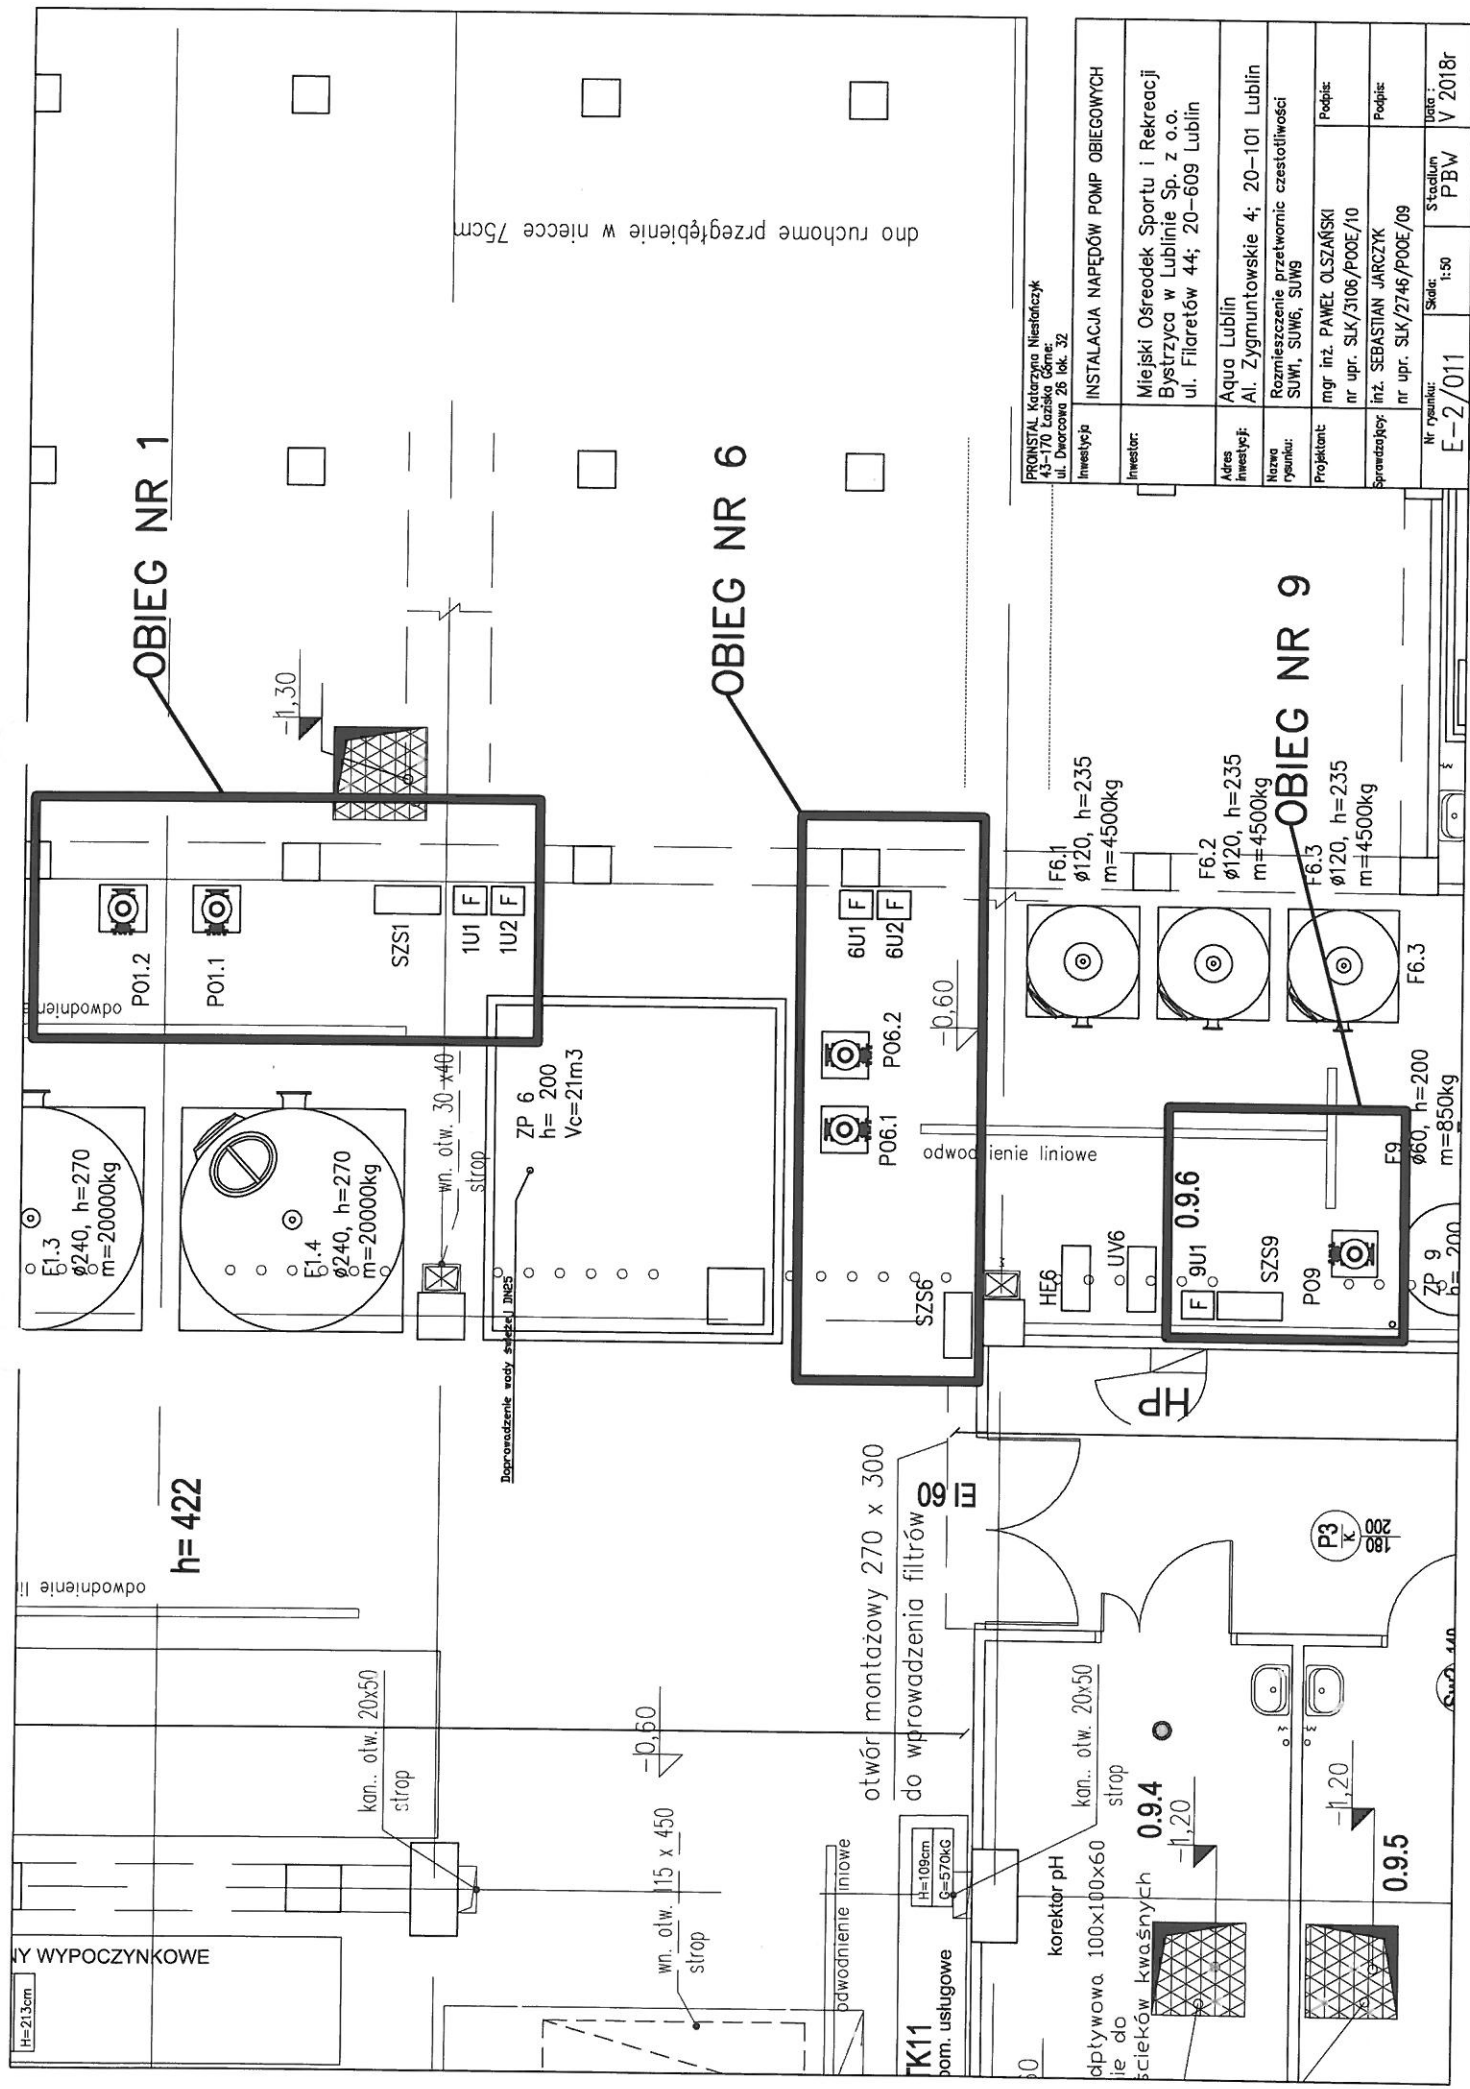 OBIEG NR 1
OBIEG NR 6
OBIEG NR 9
dno ruchome przegłębienie w niecce 75cm
-1,30
P01.2
P01.1
SZS1
1U1
F
1U2
F
odwodnien
F1.3
ø240, h=270
m=20000kg
F1.4
ø240, h=270
m=20000kg
wn. otw. 30 x40
strop
ZP 6
h= 200
Vc=21m3
Doprowadzenie wody świeżej DN25
6U1
F
6U2
F
-0,60
P06.2
P06.1
SZS6
odwodnienie liniowe
F6.1
ø120, h=235
m=4500kg
F6.2
ø120, h=235
m=4500kg
F6.3
ø120, h=235
m=4500kg
F6.3
HE6
UV6
9U1
F
0.9.6
SZS9
P09
F9
ø60, h=200
m=850kg
ZP 9
h= 200
HP
h= 422
odwodnienie li
EI 60
otwór montażowy 270 x 300
do wprowadzenia filtrów
P3
K
180
200
kan.. otw. 20x50
strop
-0,60
wn. otw. 115 x 450
strop
odwodnienie iniowe
NY WYPOCZYNKOWE
H=213cm
TK11
pom. usługowe
H=109cm
G=570kG
korektor pH
kan.. otw. 20x50
strop
0.9.4
-1,20
0.9.5
-1,20
dpływowa 100x100x60
ie do
ścieków kwaśnych
PROINSTAL Katarzyna Niestańczyk
43-170 Łaziska Górne:
ul. Dworcowa 26 lok. 32
Inwestycja
INSTALACJA NAPĘDÓW POMP OBIEGOWYCH
Inwestor:
Miejski Osreodek Sportu i Rekreacji
Bystrzyca w Lublinie Sp. z o.o.
ul. Filaretów 44; 20-609 Lublin
Adres
inwestycji:
Aqua Lublin
Al. Zygmuntowskie 4; 20-101 Lublin
Nazwa
rysunku:
Rozmieszczenie przetwornic czestotliwości
SUW1, SUW6, SUW9
Projektant:
mgr inż. PAWEŁ OLSZAŃSKI
nr upr. SLK/3106/POOE/10
Podpis:
Sprawdzający:
inż. SEBASTIAN JARCZYK
nr upr. SLK/2746/POOE/09
Podpis:
Nr rysunku:
E-2/011
Skala:
1:50
Stadium
PBW
Data :
V 2018r